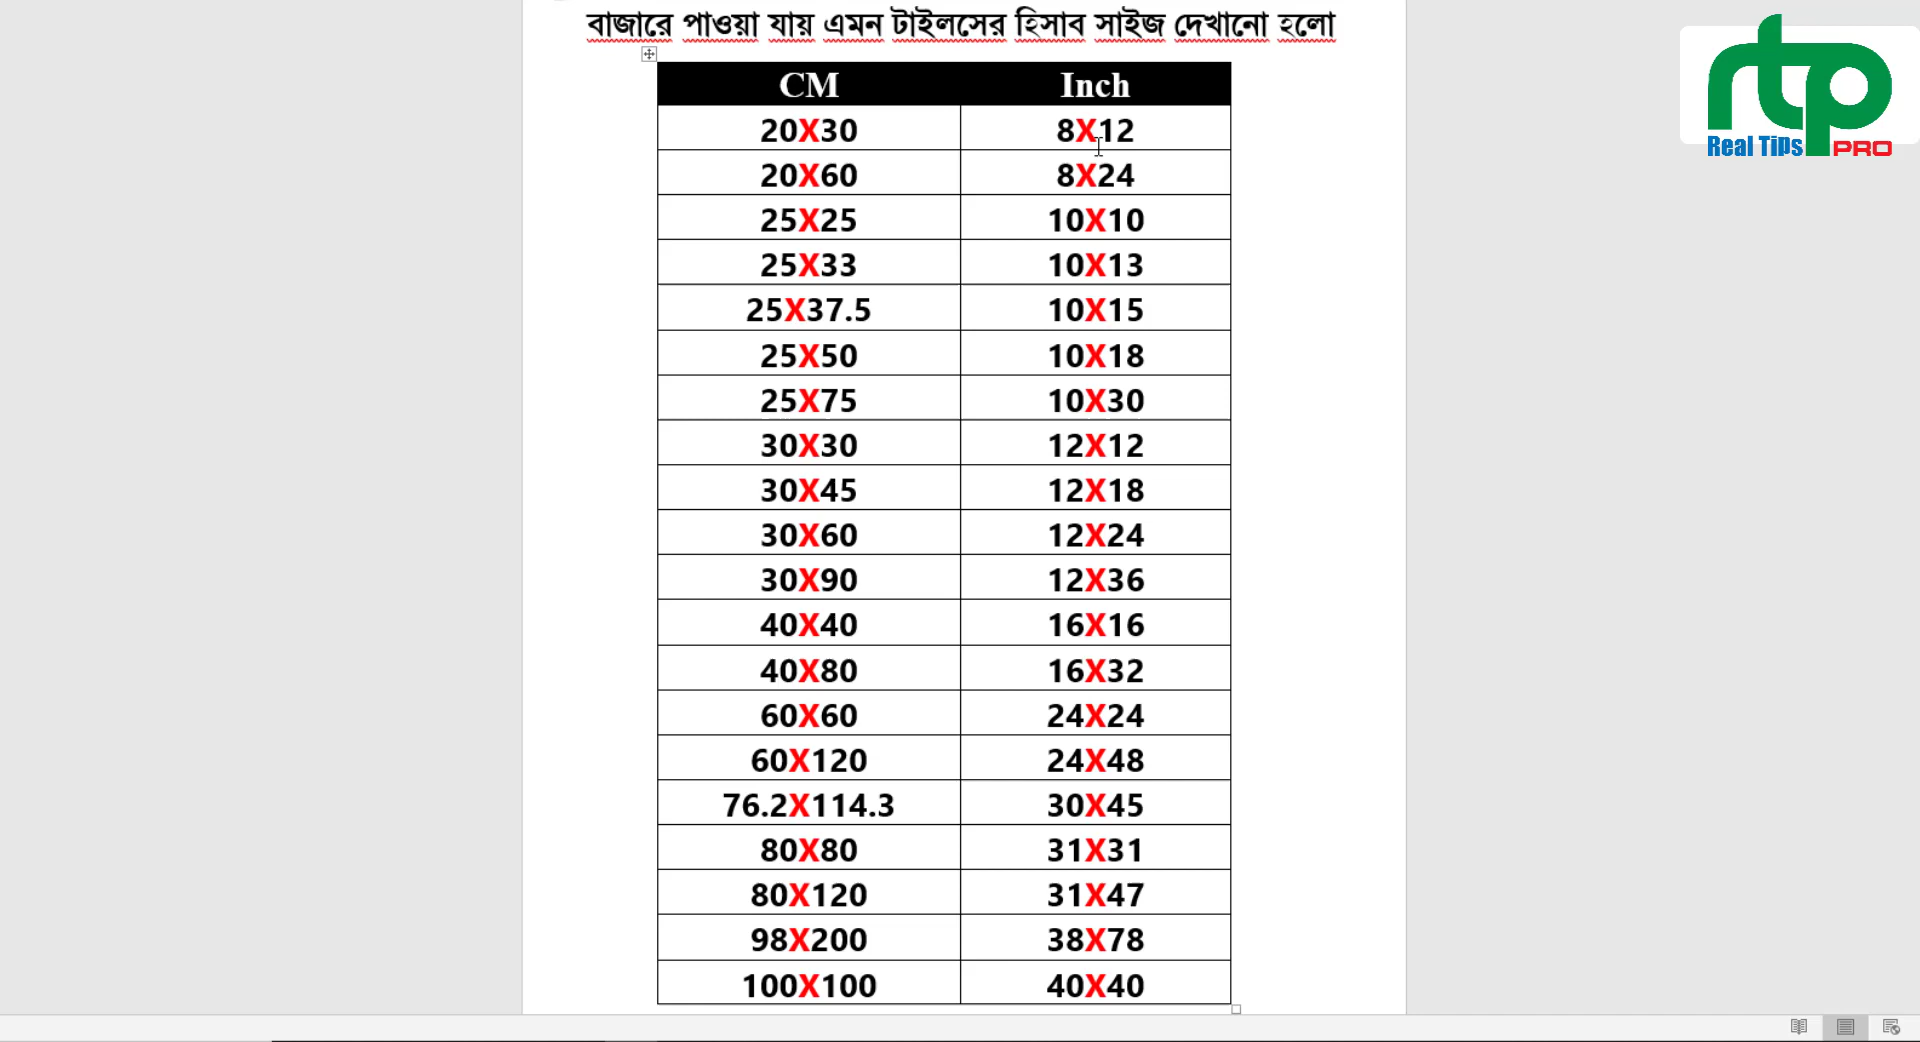 বাজারে পাওয়া যায় এমন টাইলসের হিসাব সাইজ দেখানো হলো
CM Inch
20X30 8X12
20X60 8X24
25X25 10X10
25X33 10X13
25X37.5 10X15
25X50 10X18
25X75 10X30
30X30 12X12
30X45 12X18
30X60 12X24
30X90 12X36
40X40 16X16
40X80 16X32
60X60 24X24
60X120 24X48
76.2X114.3 30X45
80X80 31X31
80X120 31X47
98X200 38X78
100X100 40X40
rtp
Real Tips PRO